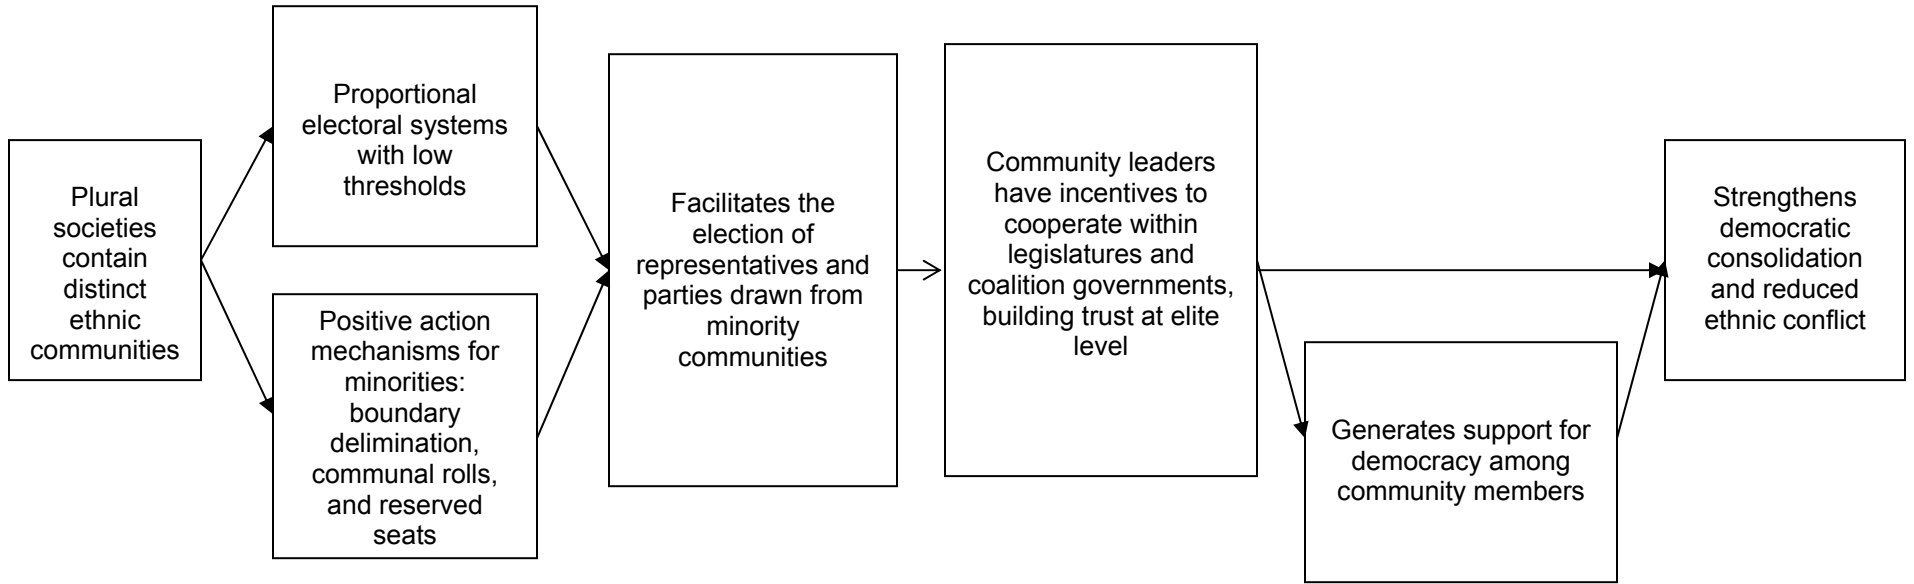 Plural
societies
contain
distinct
ethnic
communities
Proportional
electoral systems
with low
thresholds
Positive action
mechanisms for
minorities:
boundary
delimination,
communal rolls,
and reserved
seats
Facilitates the
election of
representatives and
parties drawn from
minority
communities
Community leaders
have incentives to
cooperate within
legislatures and
coalition governments,
building trust at elite
level
Generates support for
democracy among
community members
Strengthens
democratic
consolidation
and reduced
ethnic conflict